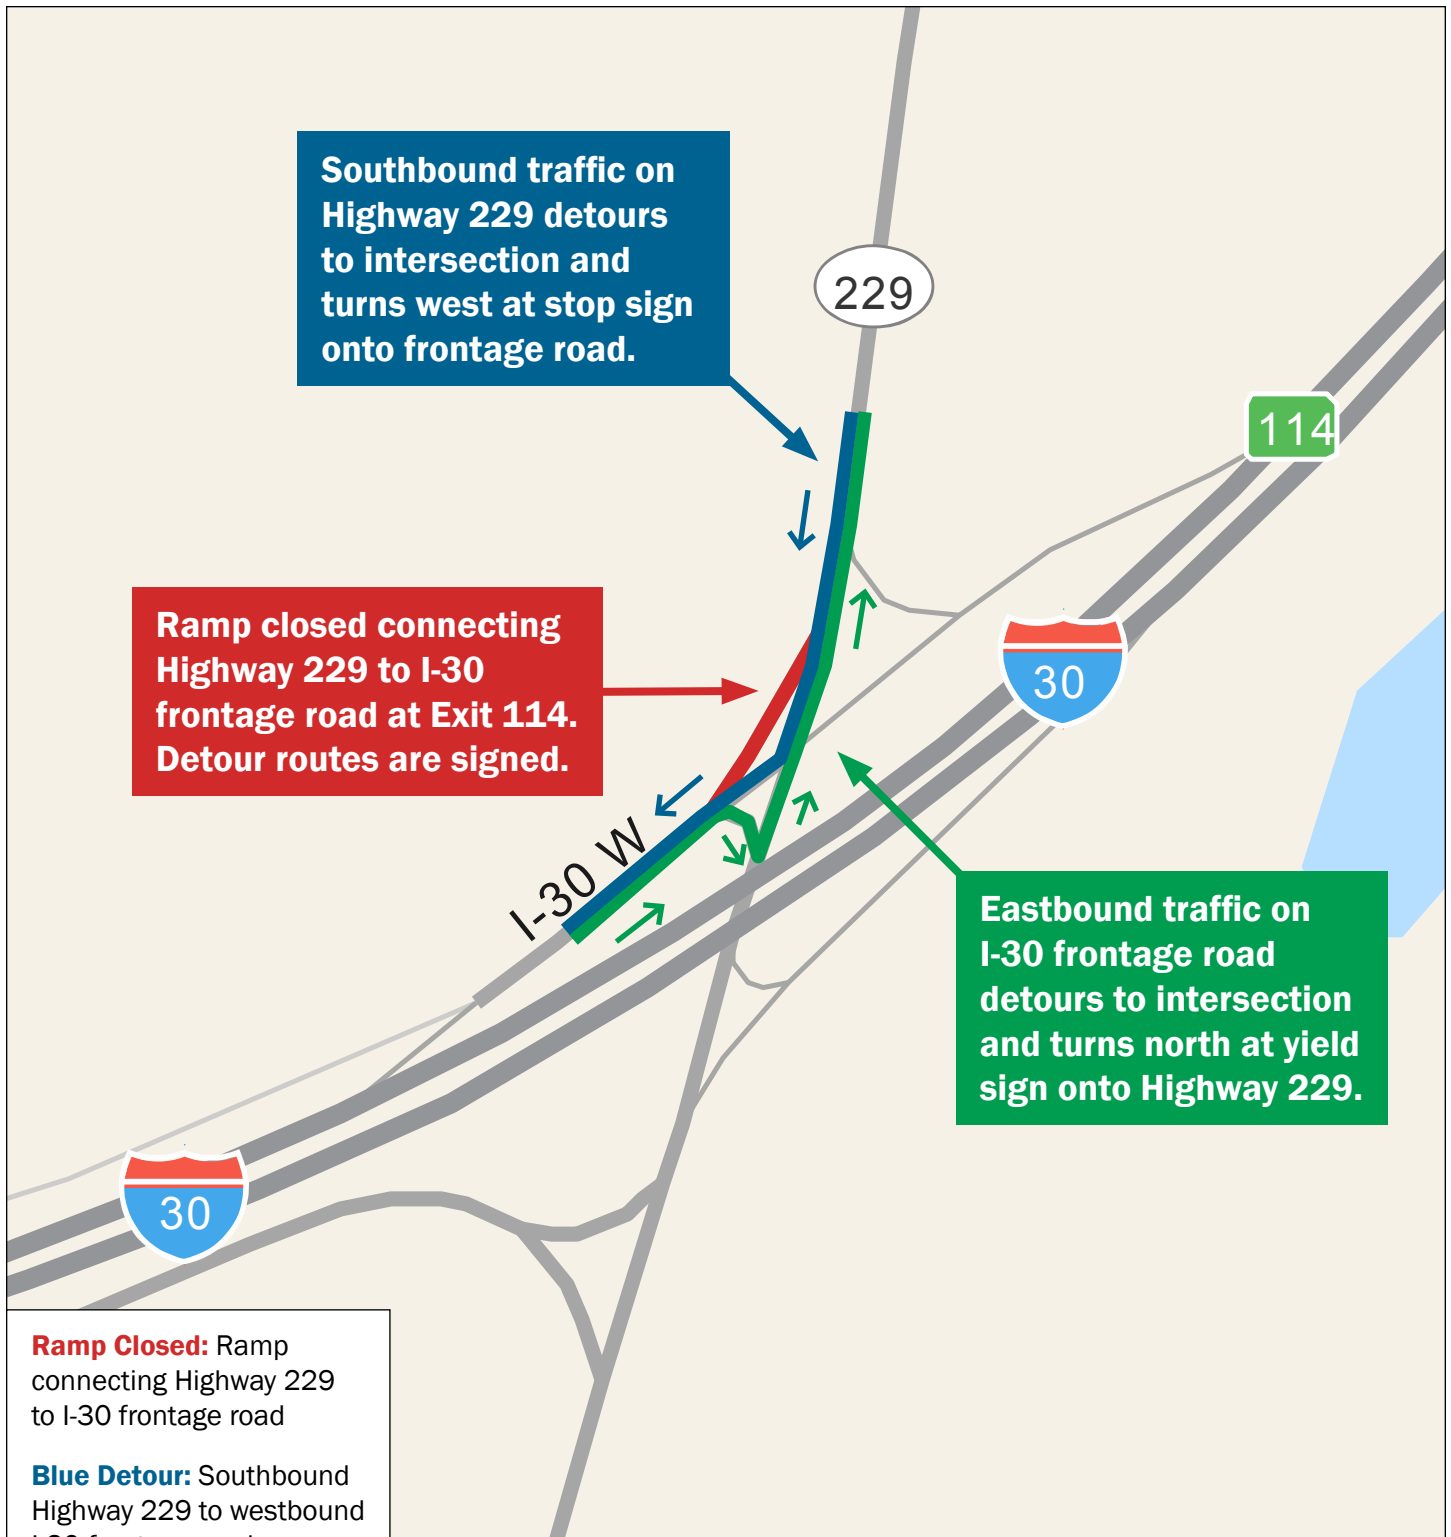 Southbound traffic on
Highway 229 detours
to intersection and
turns west at stop sign
onto frontage road.
229
114
Ramp closed connecting
Highway 229 to I-30
frontage road at Exit 114.
Detour routes are signed.
30
I-30 W
Eastbound traffic on
I-30 frontage road
detours to intersection
and turns north at yield
sign onto Highway 229.
30
Ramp Closed: Ramp
connecting Highway 229
to I-30 frontage road
Blue Detour: Southbound
Highway 229 to westbound